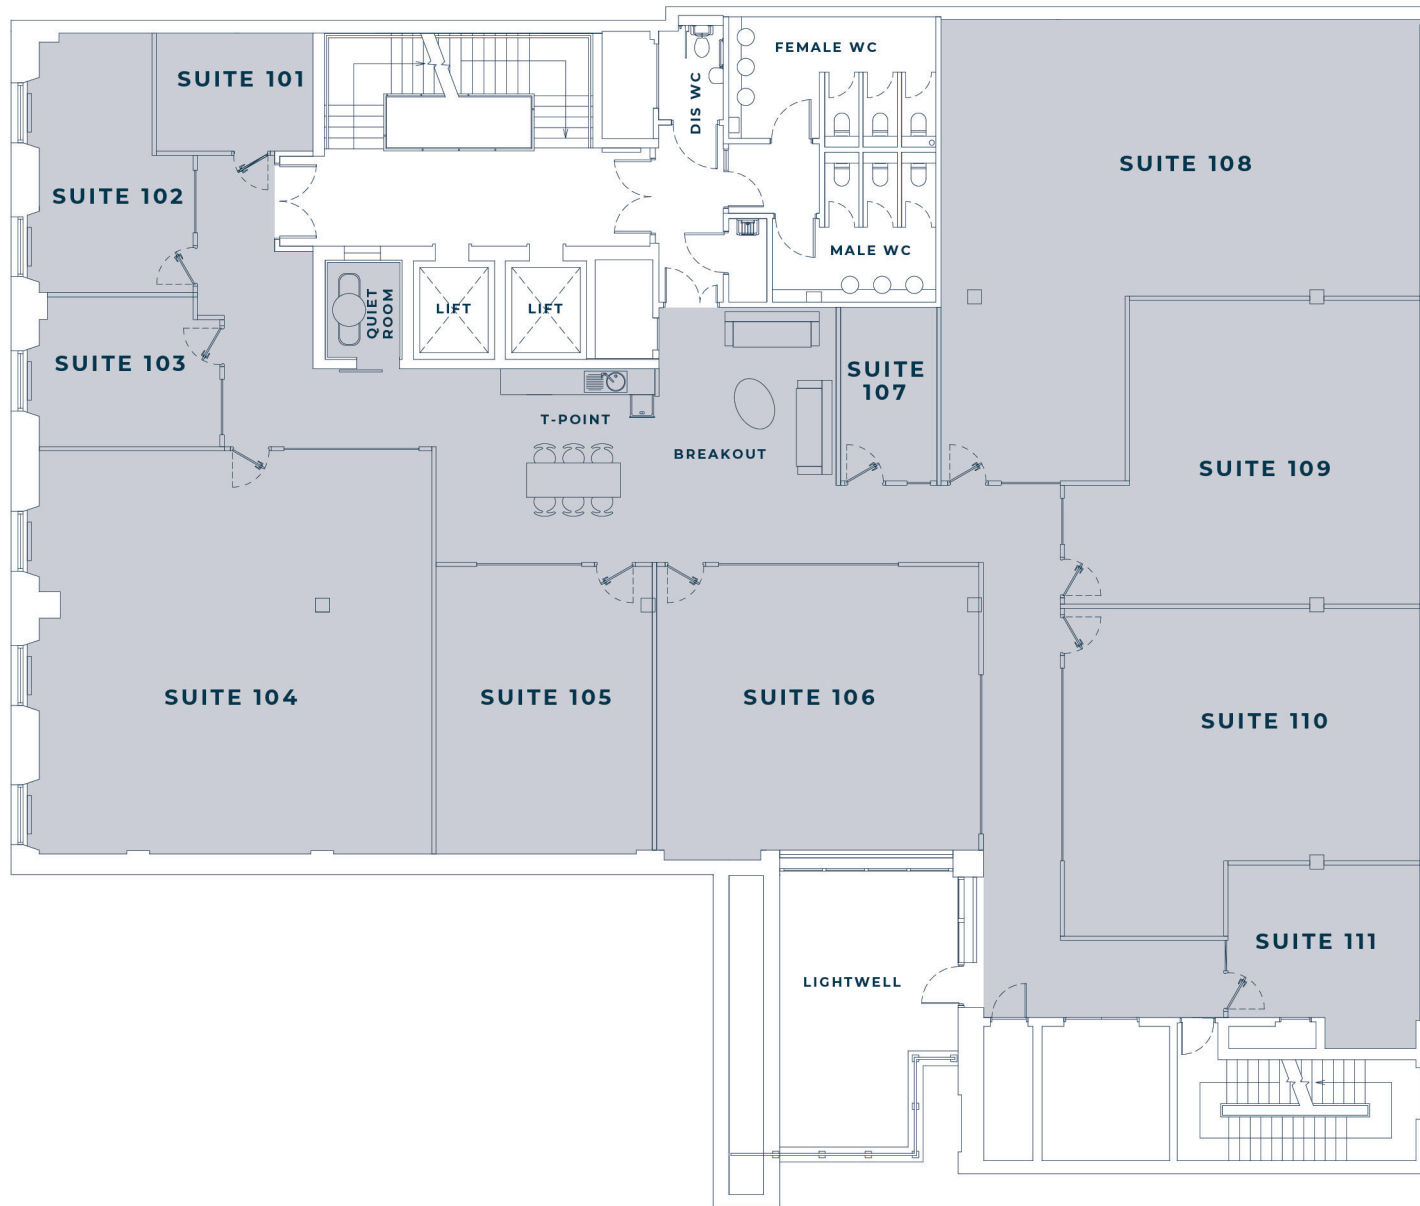 FEMALE WC
SUITE 101
DIS WC
SUITE 108
SUITE 102
MALE WC
QUIET
ROOM
LIFT
LIFT
SUITE 103
SUITE
107
T-POINT
BREAKOUT
SUITE 109
SUITE 104
SUITE 105
SUITE 106
SUITE 110
SUITE 111
LIGHTWELL